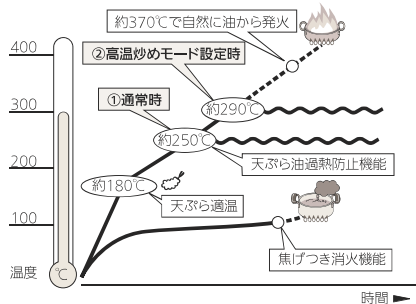 約370℃で自然に油から発火
400
②高温炒めモード設定時
300
①通常時
約290℃
約250℃
天ぷら油過熱防止機能
200
約180℃
天ぷら適温
100
焦げつき消火機能
温度
℃
時間